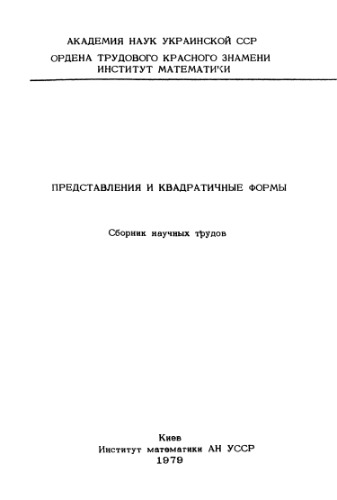 АКАДЕМИЯ НАУК УКРАИНСКОЙ ССР
ОРДЕНА ТРУДОВОГО КРАСНОГО ЗНАМЕНИ
ИНСТИТУТ МАТЕМАТИКИ
ПРЕДСТАВЛЕНИЯ И КВАДРАТИЧНЫЕ ФОРМЫ
Сборник научных трудов
Киев
Институт математики АН УССР
1979